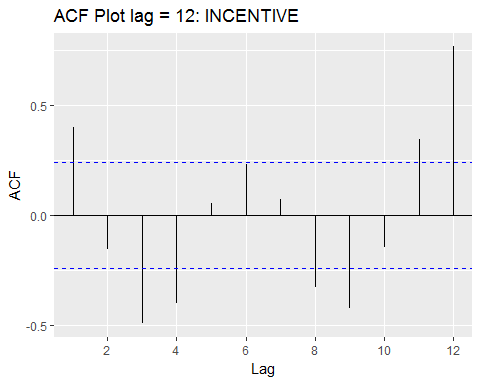 ACF Plot lag = 12: INCENTIVE
ACF
0.5
0.0
-0.5
2 4 6 8 10 12
Lag